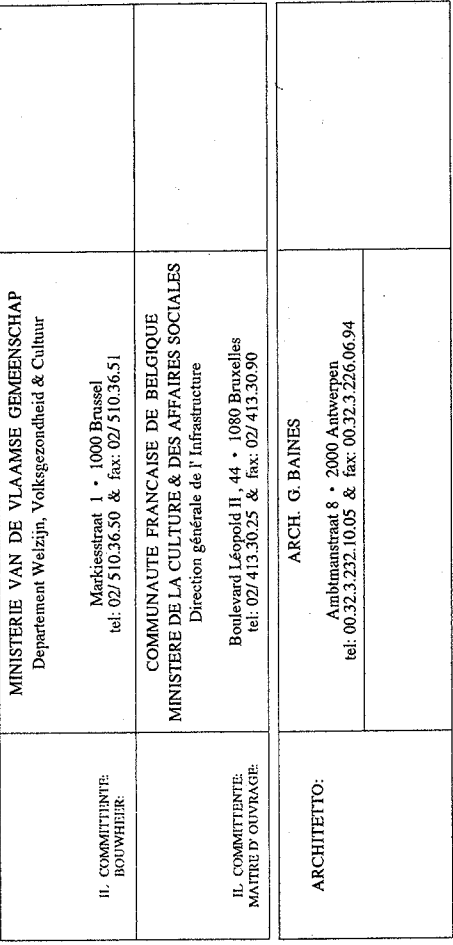 IL COMMITTENTE:
BOUWHEER:
MINISTERIE VAN DE VLAAMSE GEMEENSCHAP
Departement Welzijn, Volksgezondheid & Cultuur
Markiesstraat 1 • 1000 Brussel
tel: 02/ 510.36.50 & fax: 02/ 510.36.51
IL COMMITTENTE:
MAITRE D' OUVRAGE:
COMMUNAUTE FRANCAISE DE BELGIQUE
MINISTERE DE LA CULTURE & DES AFFAIRES SOCIALES
Direction générale de l' Infrastructure
Boulevard Léopold II , 44 • 1080 Bruxelles
tel: 02/ 413.30.25 & fax: 02/ 413.30.90
ARCHITETTO:
ARCH. G. BAINES
Ambtmanstraat 8 • 2000 Antwerpen
tel: 00.32.3.232.10.05 & fax: 00.32.3.226.06.94